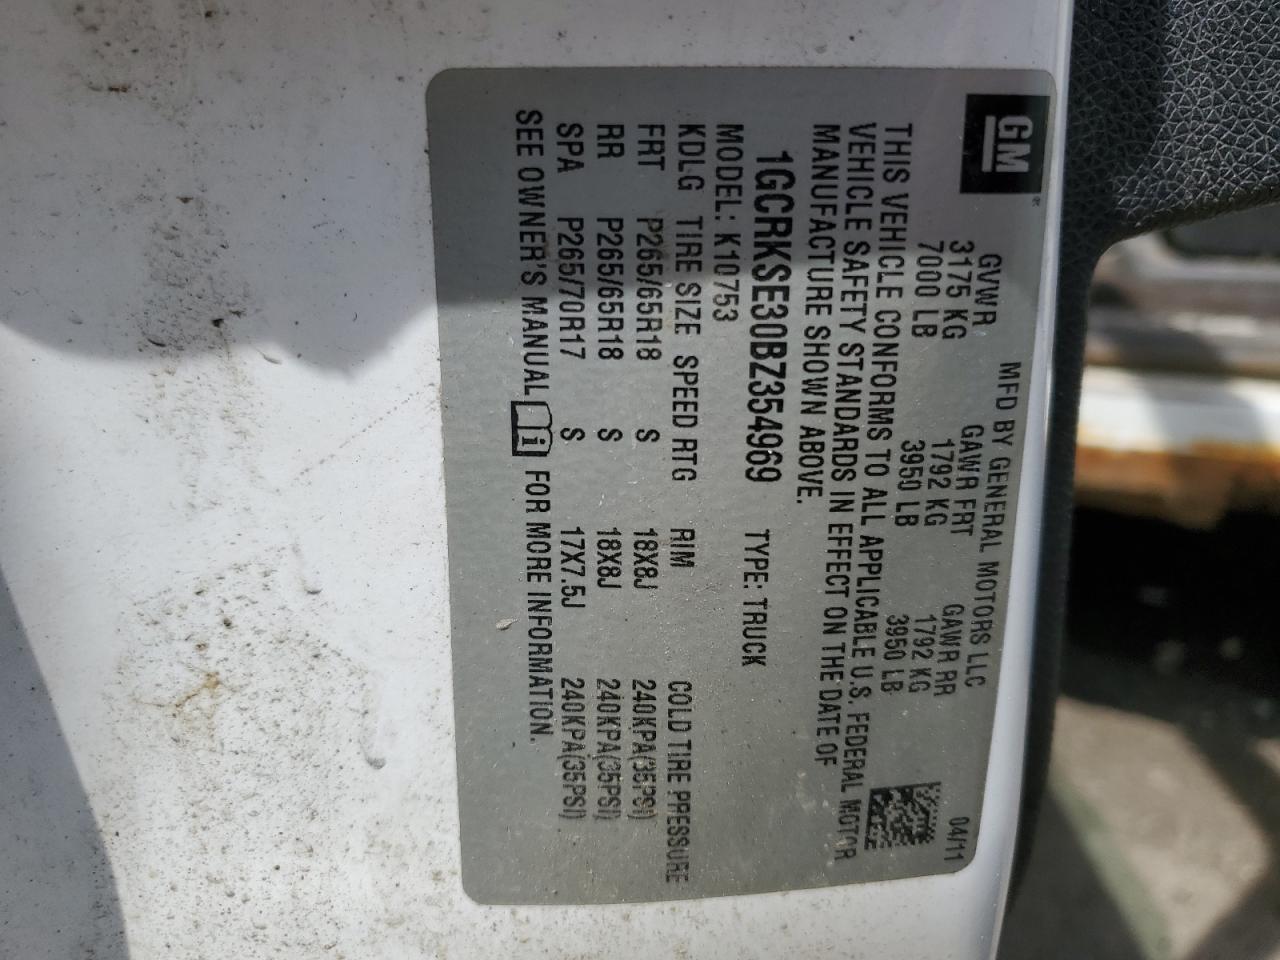 GM®
MFD BY GENERAL MOTORS LLC 04/11
GVWR GAWR FRT GAWR RR
3175 KG 1792 KG 1792 KG
7000 LB 3950 LB 3950 LB
THIS VEHICLE CONFORMS TO ALL APPLICABLE U.S. FEDERAL MOTOR
VEHICLE SAFETY STANDARDS IN EFFECT ON THE DATE OF
MANUFACTURE SHOWN ABOVE.
1GCRKSE30BZ354969 TYPE: TRUCK
MODEL: K10753
KDLG TIRE SIZE SPEED RTG RIM COLD TIRE PRESSURE
FRT P265/65R18 S 18X8J 240KPA(35PSI)
RR P265/65R18 S 18X8J 240KPA(35PSI)
SPA P265/70R17 S 17X7.5J 240KPA(35PSI)
SEE OWNER'S MANUAL i FOR MORE INFORMATION.